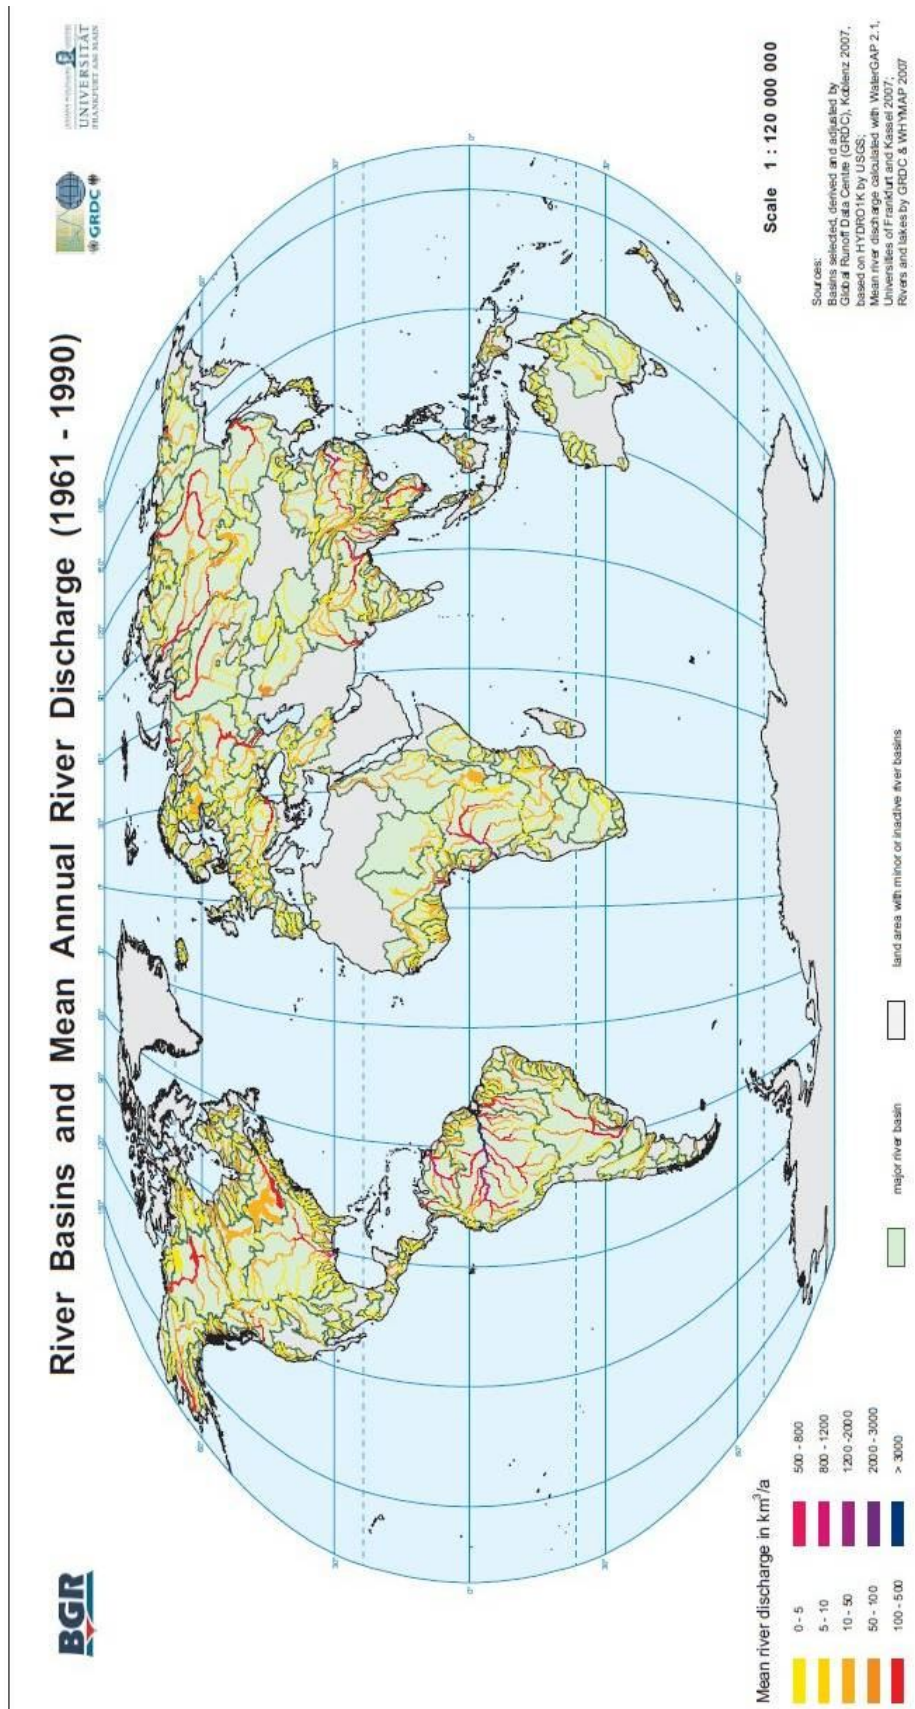 River Basins and Mean Annual River Discharge (1961 - 1990)
BGR
GRDC
UNIVERSITÄT
FRANKFURT AM MAIN
Scale 1 : 120 000 000
Sources:
Basins selected, derived and adjusted by
Global Runoff Data Centre (GRDC), Koblenz 2007,
based on HYDRO1K by USGS;
Mean river discharge calculated with WaterGAP 2.1,
Universities of Frankfurt and Kassel 2007;
Rivers and lakes by GRDC & WHYMAP 2007
Mean river discharge in km³/a
0 - 5
5 - 10
10 - 50
50 - 100
100 - 500
500 - 800
800 - 1200
1200 -2000
2000 - 3000
> 3000
major river basin
land area with minor or inactive river basins